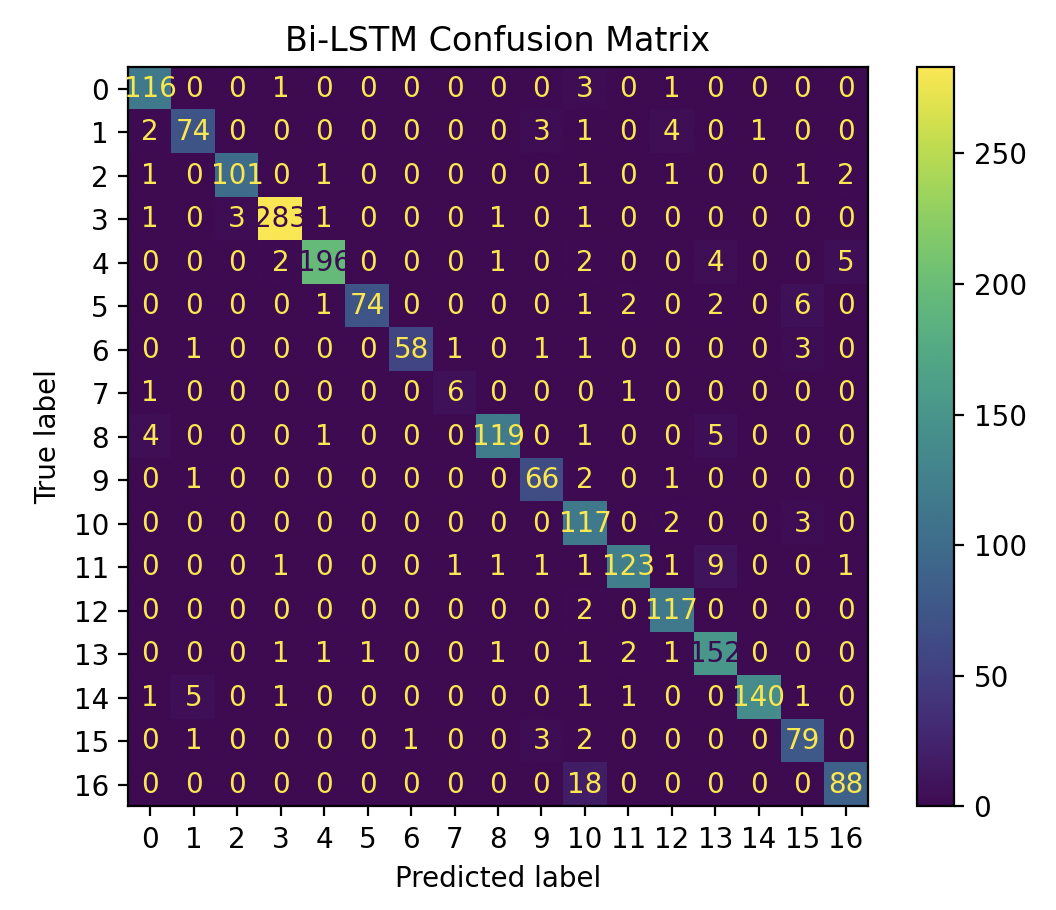 Bi-LSTM Confusion Matrix
0 116 0 0 1 0 0 0 0 0 0 3 0 1 0 0 0 0
1 2 74 0 0 0 0 0 0 0 3 1 0 4 0 1 0 0
250
2 1 0 101 0 1 0 0 0 0 0 1 0 1 0 0 1 2
3 1 0 3 283 1 0 0 0 1 0 1 0 0 0 0 0 0
4 0 0 0 2 196 0 0 0 1 0 2 0 0 4 0 0 5
200
5 0 0 0 0 1 74 0 0 0 0 1 2 0 2 0 6 0
6 0 1 0 0 0 0 58 1 0 1 1 0 0 0 0 3 0
7 1 0 0 0 0 0 0 6 0 0 0 1 0 0 0 0 0
150
8 4 0 0 0 1 0 0 0 119 0 1 0 0 5 0 0 0
True label
9 0 1 0 0 0 0 0 0 0 66 2 0 1 0 0 0 0
10 0 0 0 0 0 0 0 0 0 0 117 0 2 0 0 3 0
100
11 0 0 0 1 0 0 0 1 1 1 1 123 1 9 0 0 1
12 0 0 0 0 0 0 0 0 0 0 2 0 117 0 0 0 0
13 0 0 0 1 1 1 0 0 1 0 1 2 1 152 0 0 0
50
14 1 5 0 1 0 0 0 0 0 0 1 1 0 0 140 1 0
15 0 1 0 0 0 0 1 0 0 3 2 0 0 0 0 79 0
16 0 0 0 0 0 0 0 0 0 0 18 0 0 0 0 0 88
0
0 1 2 3 4 5 6 7 8 9 10 11 12 13 14 15 16
Predicted label